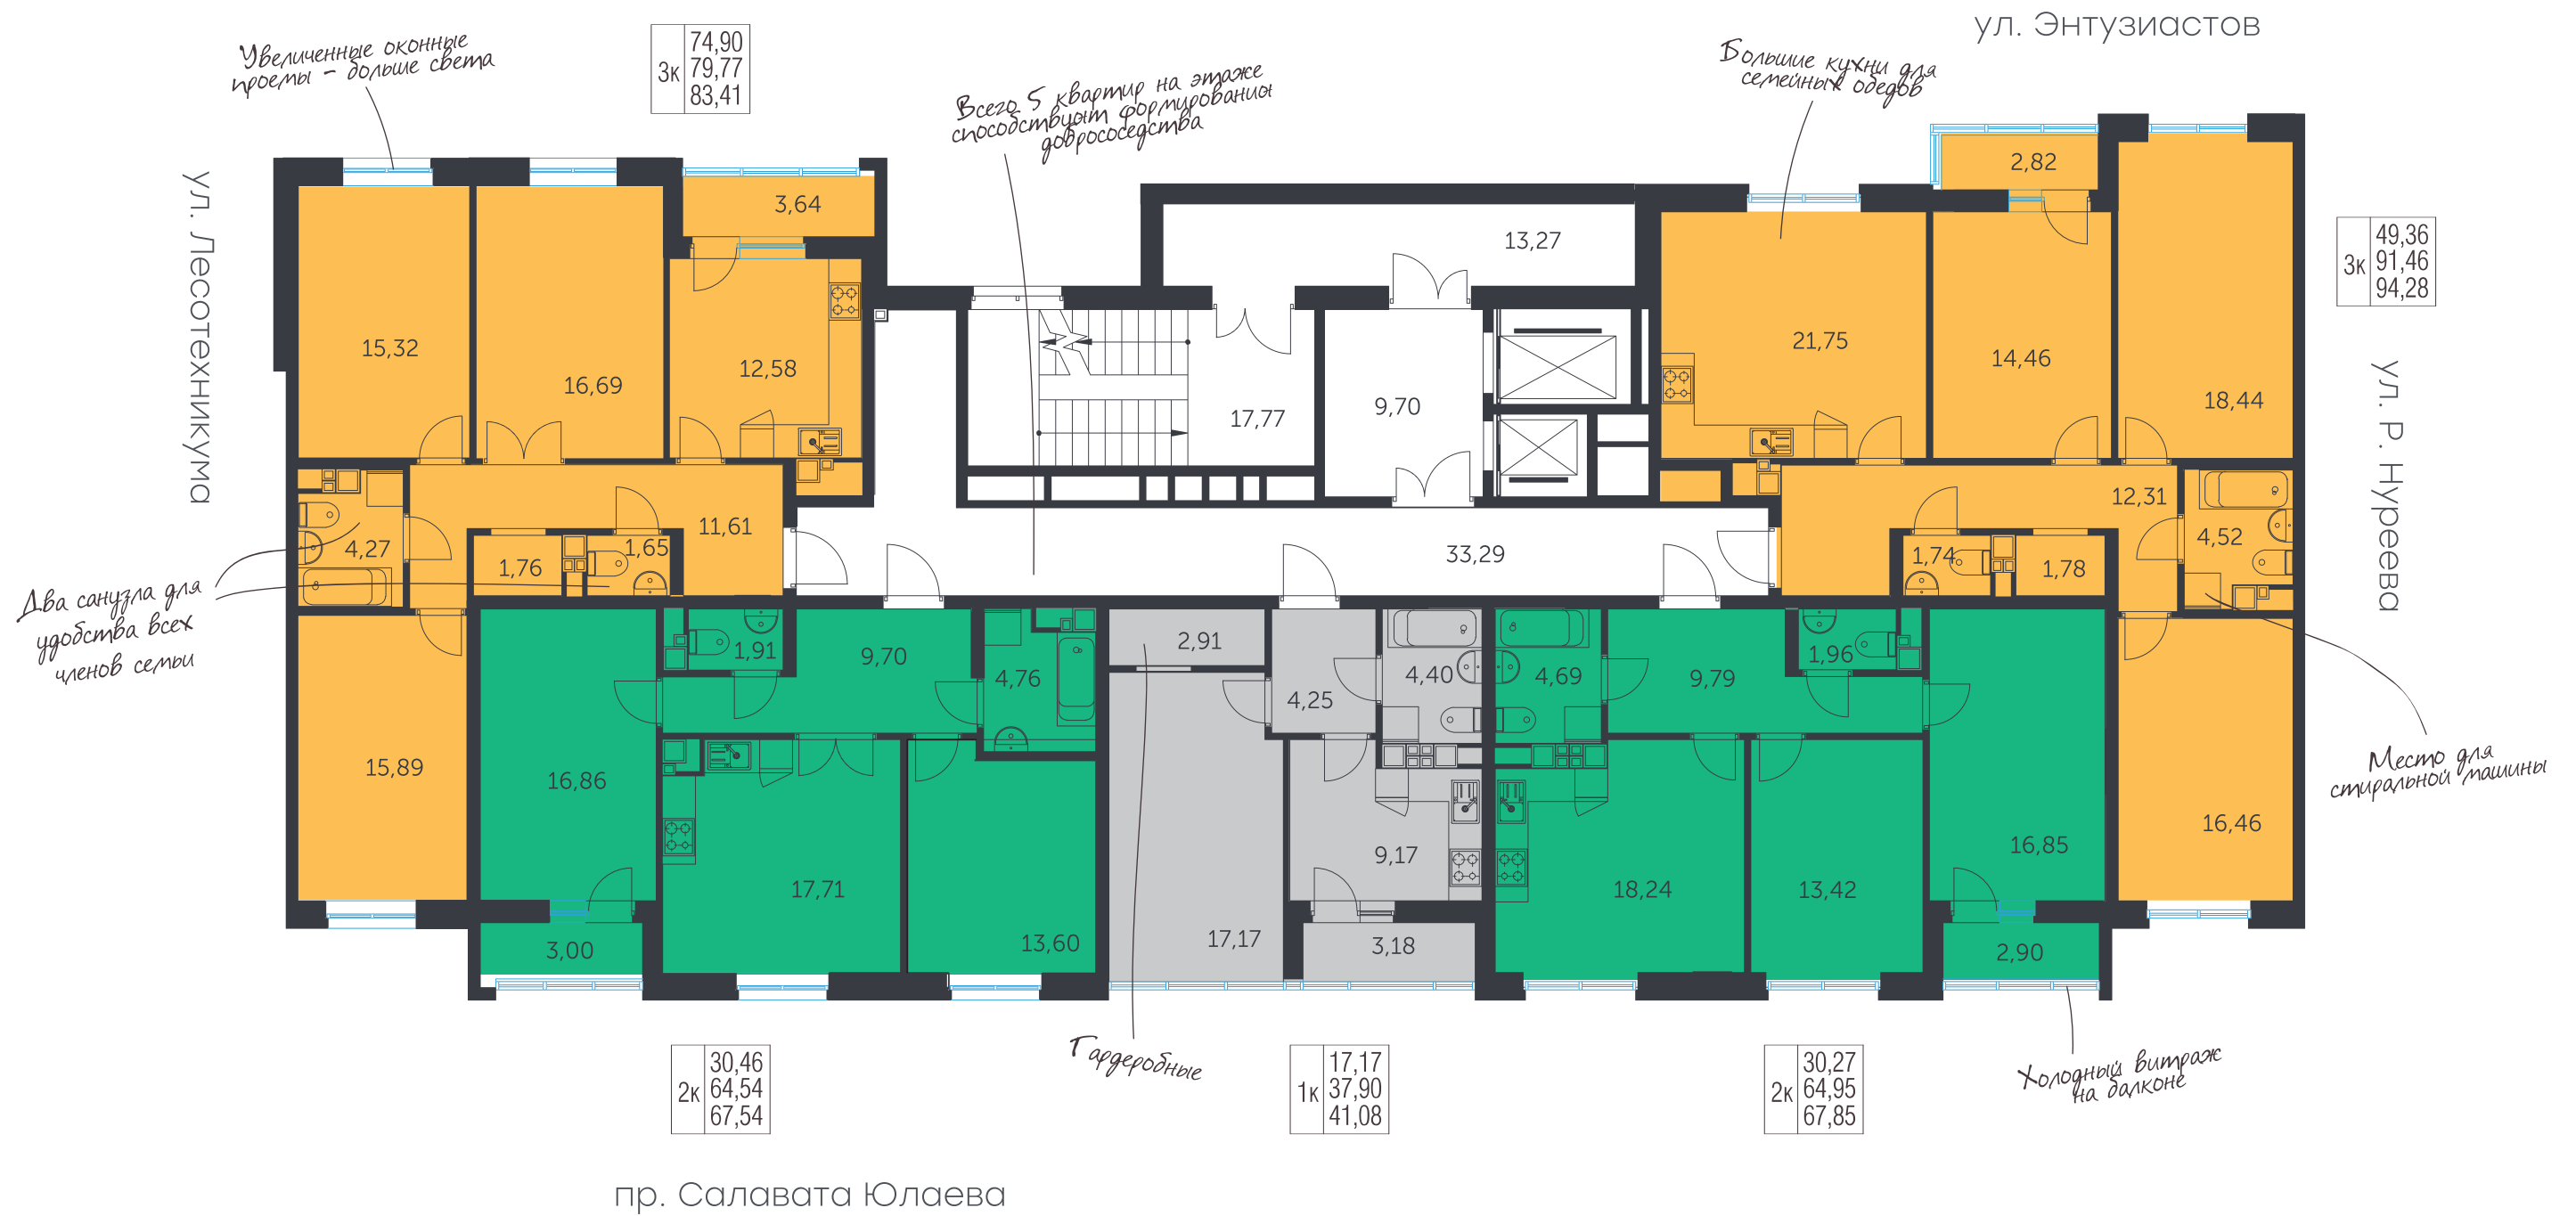 ул. Энтузиастов
Увеличенные оконные
проемы - больше света
3к
74,90
79,77
83,41
Всего 5 квартир на этаже
способствуют формированию
добрососедства
Большие кухни для
семейных обедов
ул. Лесотехникума
3к
49,36
91,46
94,28
ул. Р. Нуреева
3,64
13,27
2,82
15,32
16,69
12,58
17,77
9,70
21,75
14,46
18,44
4,27
1,76
1,65
11,61
33,29
12,31
1,74
1,78
4,52
Два санузла для
удобства всех
членов семьи
15,89
16,86
1,91
9,70
4,76
2,91
4,25
4,40
4,69
9,79
1,96
17,71
13,60
17,17
9,17
18,24
13,42
16,85
16,46
3,00
3,18
2,90
Место для
стиральной машины
Гардеробные
Холодный витраж
на балконе
2к
30,46
64,54
67,54
1к
17,17
37,90
41,08
2к
30,27
64,95
67,85
пр. Салавата Юлаева